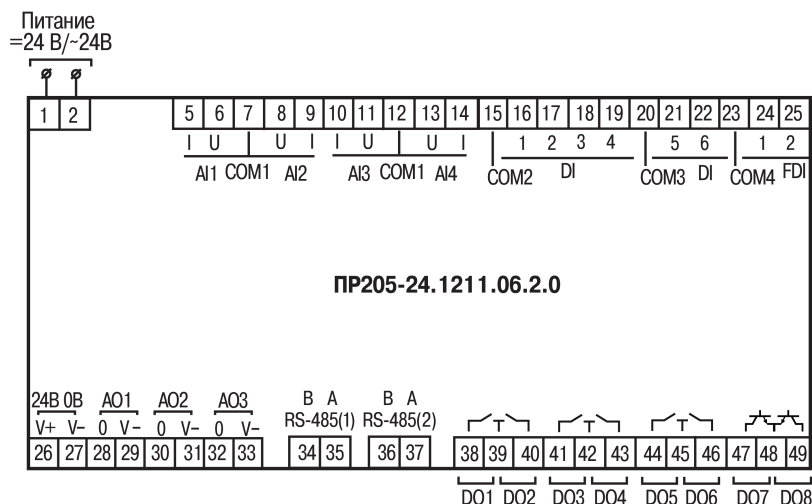 Питание
=24 В/~24В
1 2 5 6 7 8 9 10 11 12 13 14 15 16 17 18 19 20 21 22 23 24 25
I U U I I U U I 1 2 3 4 5 6 1 2
AI1 COM1 AI2 AI3 COM1 AI4 COM2 DI COM3 DI COM4 FDI
ПР205-24.1211.06.2.0
24В 0В AO1 AO2 AO3 B A B A
V+ V– 0 V– 0 V– 0 V– RS-485(1) RS-485(2)
26 27 28 29 30 31 32 33 34 35 36 37 38 39 40 41 42 43 44 45 46 47 48 49
DO1 DO2 DO3 DO4 DO5 DO6 DO7 DO8